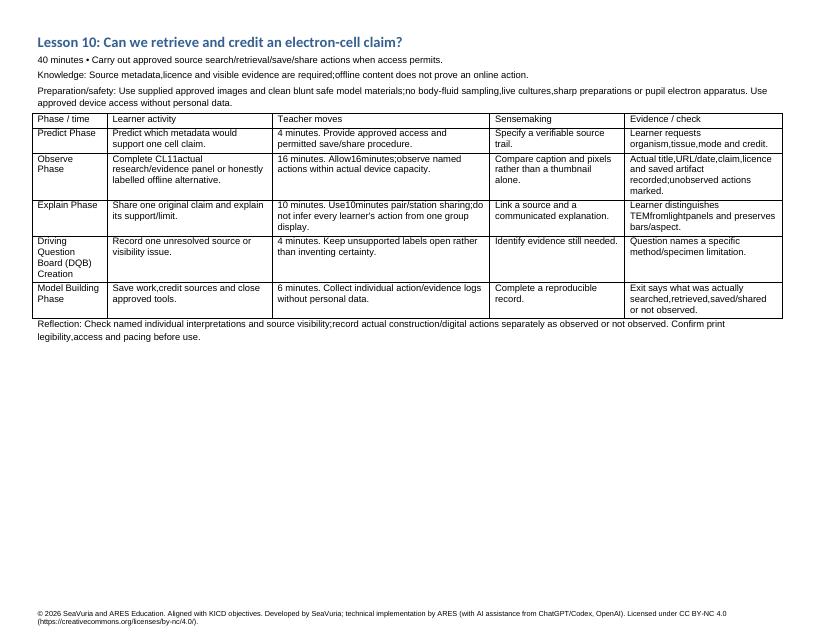 Lesson 10: Can we retrieve and credit an electron-cell claim?
40 minutes • Carry out approved source search/retrieval/save/share actions when access permits.
Knowledge: Source metadata,licence and visible evidence are required;offline content does not prove an online action.
Preparation/safety: Use supplied approved images and clean blunt safe model materials;no body-fluid sampling,live cultures,sharp preparations or pupil electron apparatus. Use
approved device access without personal data.
Phase / time
Learner activity
Teacher moves
Sensemaking
Evidence / check
Predict Phase
Predict which metadata would
support one cell claim.
4 minutes. Provide approved access and
permitted save/share procedure.
Specify a verifiable source
trail.
Learner requests
organism,tissue,mode and credit.
Observe
Phase
Complete CL11actual
research/evidence panel or honestly
labelled offline alternative.
16 minutes. Allow16minutes;observe named
actions within actual device capacity.
Compare caption and pixels
rather than a thumbnail
alone.
Actual title,URL/date,claim,licence
and saved artifact
recorded;unobserved actions
marked.
Explain Phase
Share one original claim and explain
its support/limit.
10 minutes. Use10minutes pair/station sharing;do
not infer every learner's action from one group
display.
Link a source and a
communicated explanation.
Learner distinguishes
TEMfromlightpanels and preserves
bars/aspect.
Driving
Question
Board (DQB)
Creation
Record one unresolved source or
visibility issue.
4 minutes. Keep unsupported labels open rather
than inventing certainty.
Identify evidence still needed.
Question names a specific
method/specimen limitation.
Model Building
Phase
Save work,credit sources and close
approved tools.
6 minutes. Collect individual action/evidence logs
without personal data.
Complete a reproducible
record.
Exit says what was actually
searched,retrieved,saved/shared
or not observed.
Reflection: Check named individual interpretations and source visibility;record actual construction/digital actions separately as observed or not observed. Confirm print
legibility,access and pacing before use.
© 2026 SeaVuria and ARES Education. Aligned with KICD objectives. Developed by SeaVuria; technical implementation by ARES (with AI assistance from ChatGPT/Codex, OpenAI). Licensed under CC BY-NC 4.0
(https://creativecommons.org/licenses/by-nc/4.0/).